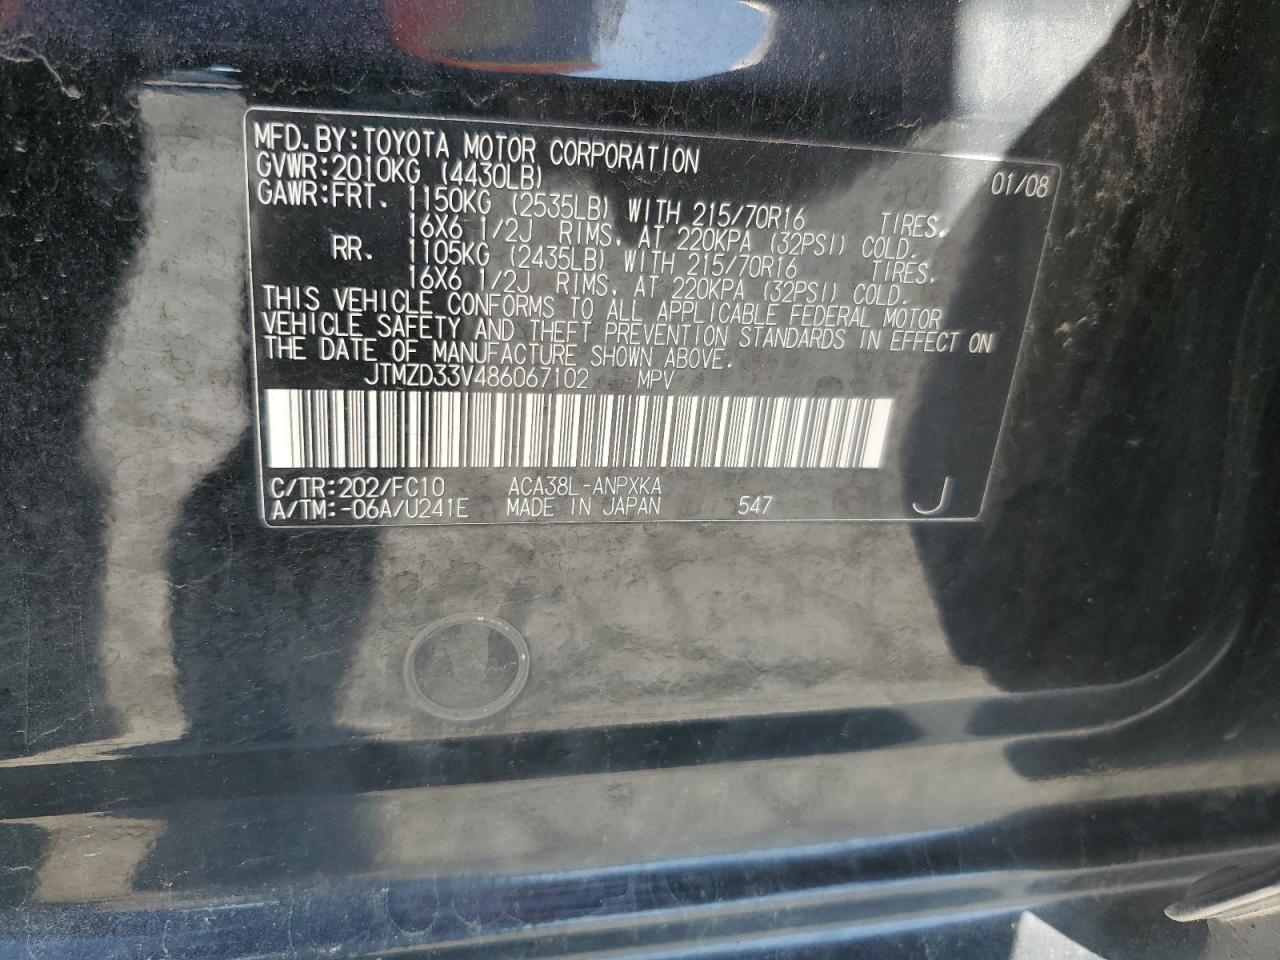 MFD. BY: TOYOTA MOTOR CORPORATION 01/08
GVWR: 2010KG (4430LB)
GAWR: FRT. 1150KG (2535LB) WITH 215/70R16 TIRES,
16X6 1/2J RIMS, AT 220KPA (32PSI) COLD.
RR. 1105KG (2435LB) WITH 215/70R16 TIRES,
16X6 1/2J RIMS, AT 220KPA (32PSI) COLD.
THIS VEHICLE CONFORMS TO ALL APPLICABLE FEDERAL MOTOR
VEHICLE SAFETY AND THEFT PREVENTION STANDARDS IN EFFECT ON
THE DATE OF MANUFACTURE SHOWN ABOVE.
JTMZD33V486067102 MPV
C/TR: 202/FC10 ACA38L-ANPXKA
A/TM: -06A/U241E MADE IN JAPAN 547 J